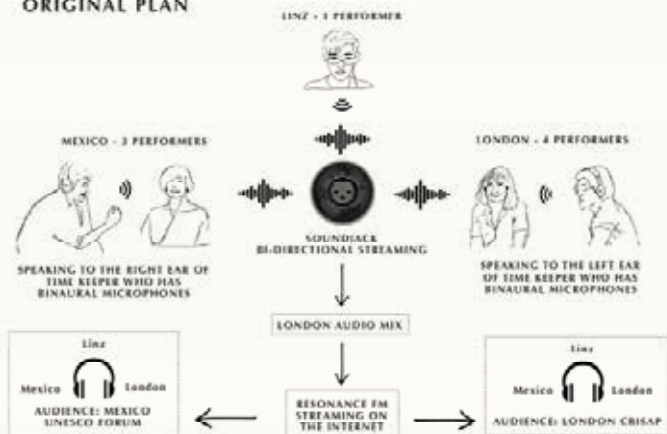 ORIGINAL PLAN
LINZ - 1 PERFORMER
MEXICO - 3 PERFORMERS
LONDON - 4 PERFORMERS
SOUNDJACK
BI-DIRECTIONAL STREAMING
SPEAKING TO THE RIGHT EAR OF
TIME KEEPER WHO HAS
BINAURAL MICROPHONES
SPEAKING TO THE LEFT EAR
OF TIME KEEPER WHO HAS
BINAURAL MICROPHONES
LONDON AUDIO MIX
Linz
Mexico London
AUDIENCE: MEXICO
UNESCO FORUM
RESONANCE FM
STREAMING ON
THE INTERNET
Linz
Mexico London
AUDIENCE: LONDON CRISAP